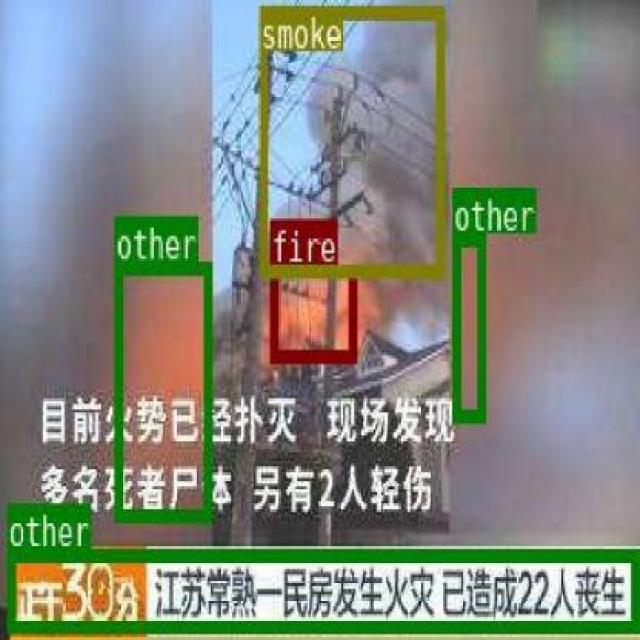 smoke
other
fire
other
目前火势已经扑灭 现场发现
多名死者尸体 另有2人轻伤
other
正午30分 江苏常熟一民房发生火灾 已造成22人丧生